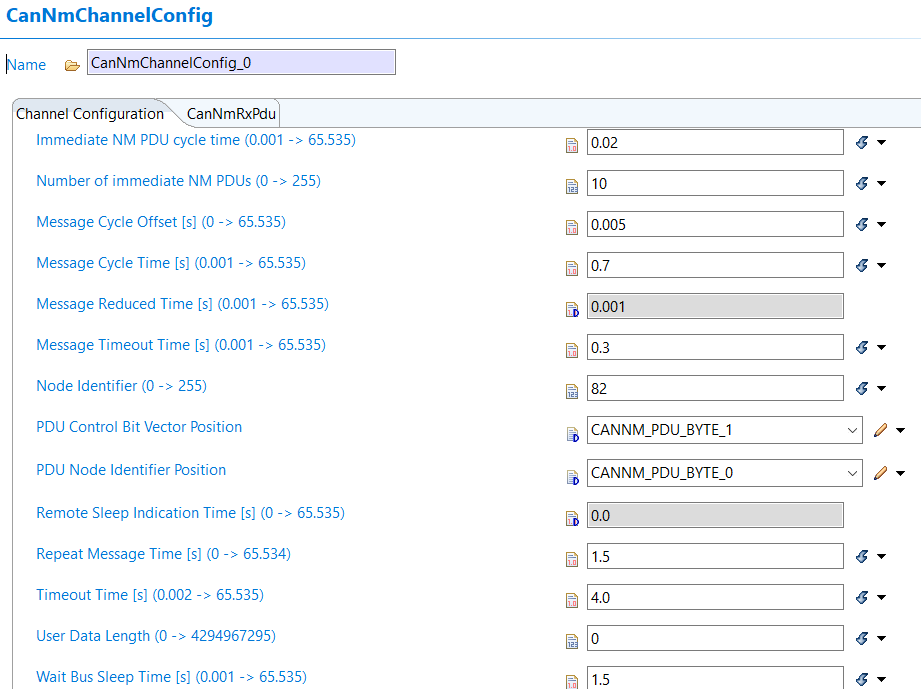 CanNmChannelConfig
Name CanNmChannelConfig_0
Channel Configuration CanNmRxPdu
Immediate NM PDU cycle time (0.001 -> 65.535) 0.02
Number of immediate NM PDUs (0 -> 255) 10
Message Cycle Offset [s] (0 -> 65.535) 0.005
Message Cycle Time [s] (0.001 -> 65.535) 0.7
Message Reduced Time [s] (0.001 -> 65.535) 0.001
Message Timeout Time [s] (0.001 -> 65.535) 0.3
Node Identifier (0 -> 255) 82
PDU Control Bit Vector Position CANNM_PDU_BYTE_1
PDU Node Identifier Position CANNM_PDU_BYTE_0
Remote Sleep Indication Time [s] (0 -> 65.535) 0.0
Repeat Message Time [s] (0 -> 65.534) 1.5
Timeout Time [s] (0.002 -> 65.535) 4.0
User Data Length (0 -> 4294967295) 0
Wait Bus Sleep Time [s] (0.001 -> 65.535) 1.5